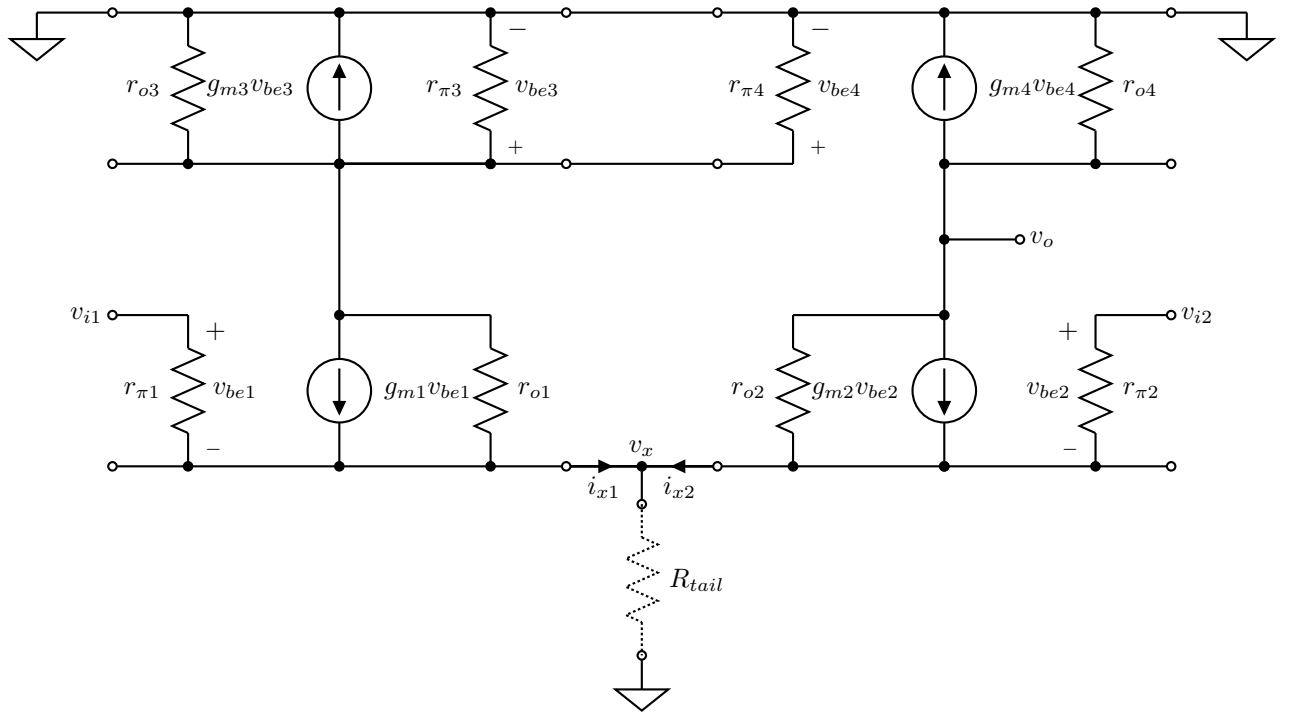 −
−
r_{o3} g_{m3}v_{be3} r_{π3} v_{be3} r_{π4} v_{be4} g_{m4}v_{be4} r_{o4}
+
+
v_o
v_{i1} v_{i2}
+
+
r_{π1} v_{be1} g_{m1}v_{be1} r_{o1} r_{o2} g_{m2}v_{be2} v_{be2} r_{π2}
−
−
v_x
i_{x1} i_{x2}
R_{tail}